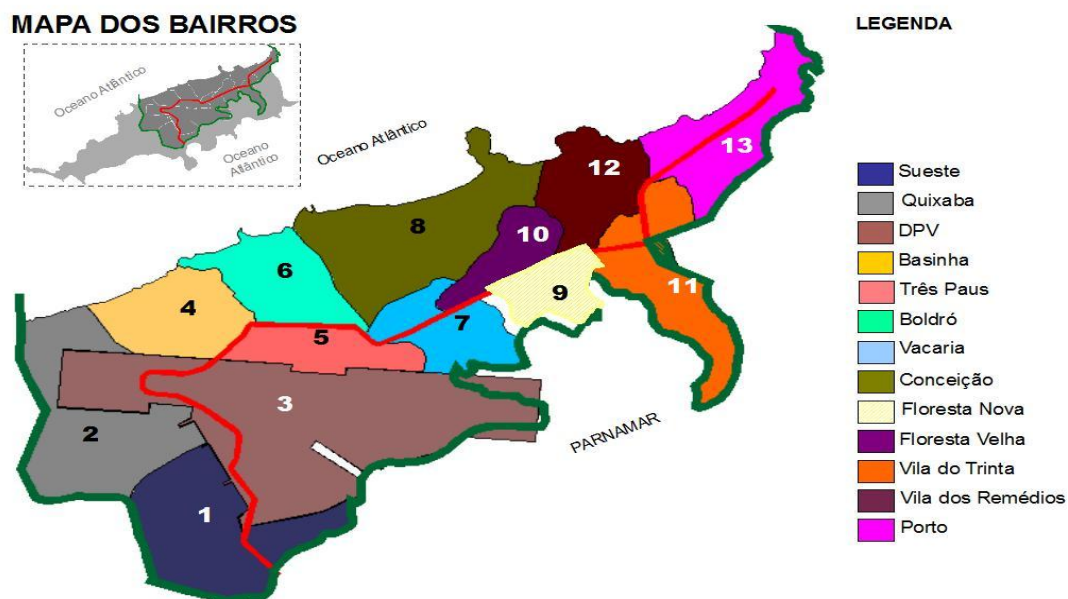 MAPA DOS BAIRROS
Oceano Atlântico
Oceano
Atlântico
Oceano Atlântico
PARNAMAR
1
2
3
4
5
6
7
8
9
10
11
12
13
LEGENDA
Sueste
Quixaba
DPV
Basinha
Três Paus
Boldró
Vacaria
Conceição
Floresta Nova
Floresta Velha
Vila do Trinta
Vila dos Remédios
Porto